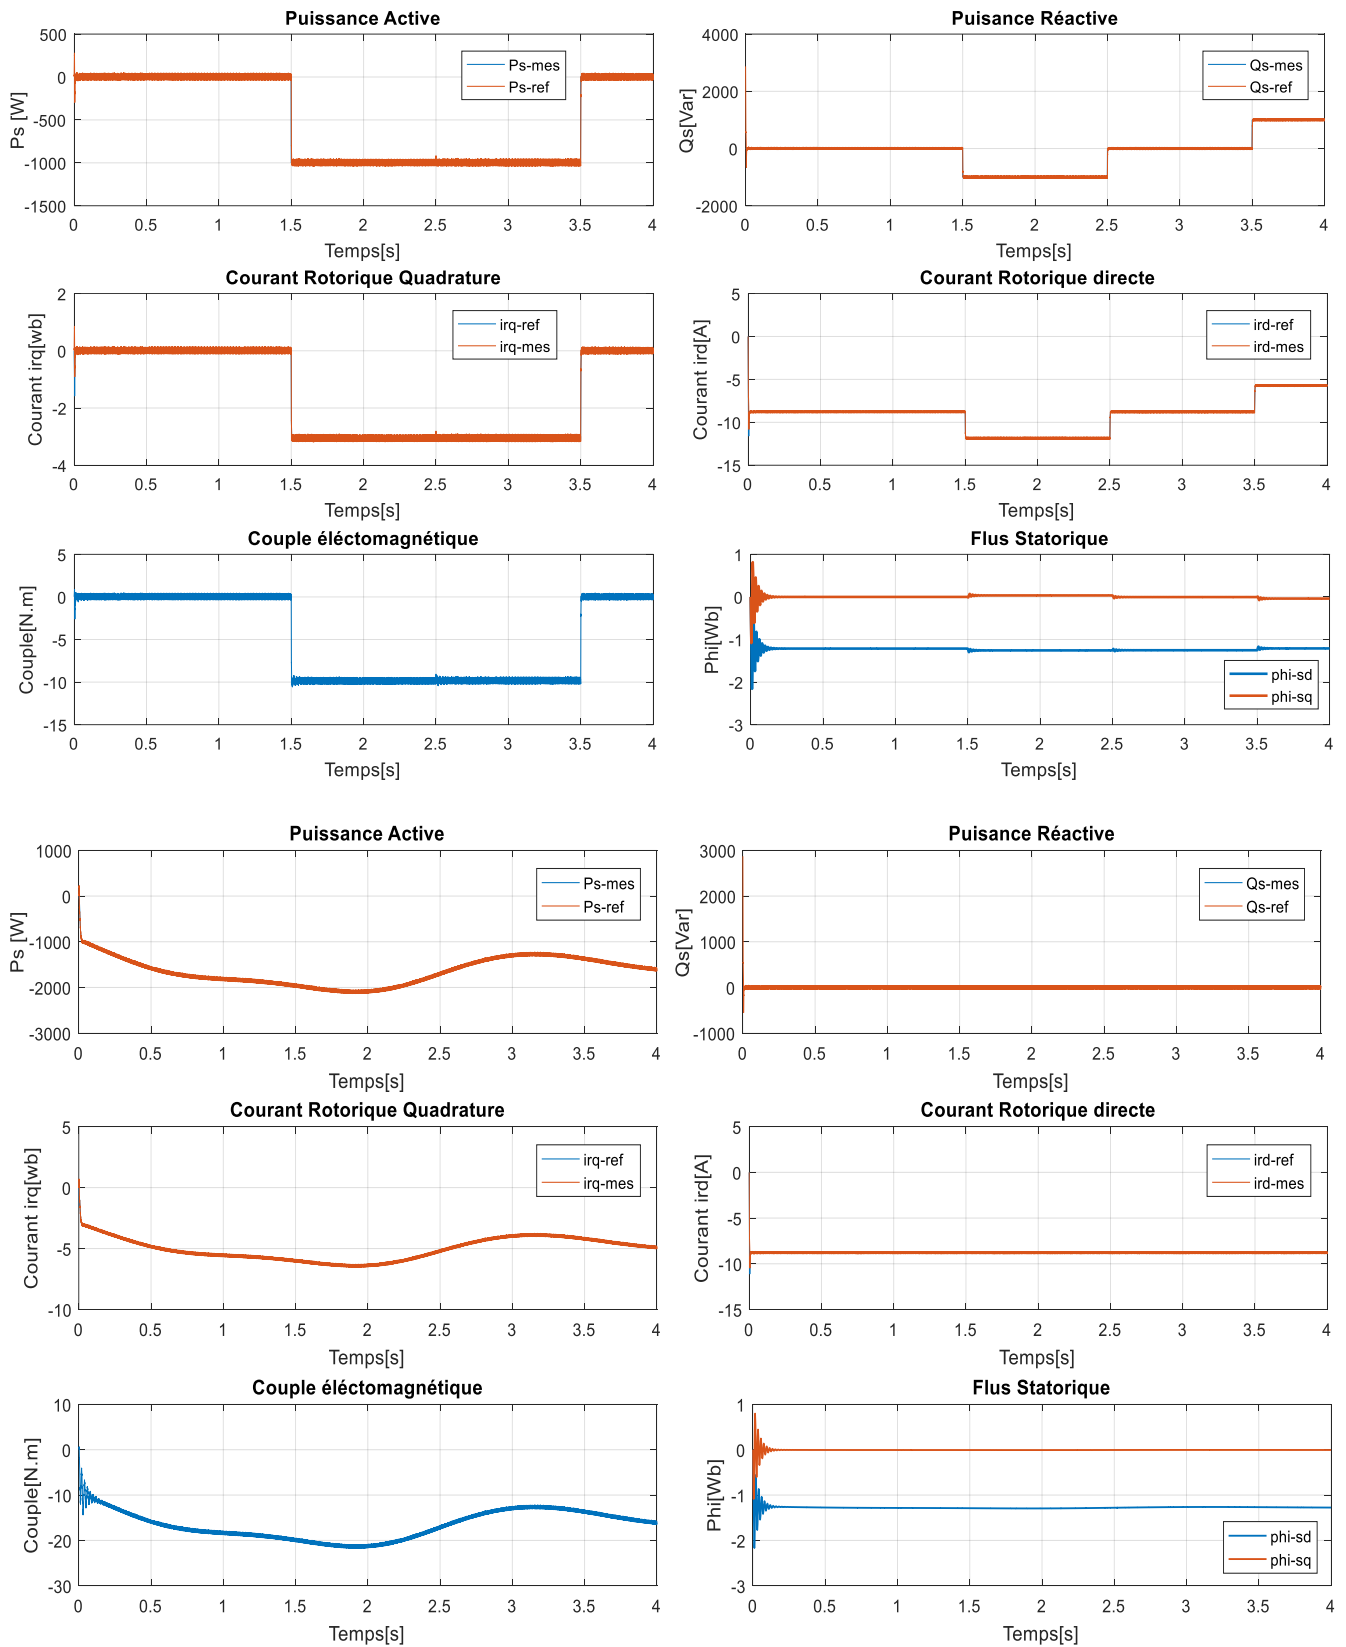 Puissance Active
500
0
-500
-1000
-1500
Ps [W]
Ps-mes
Ps-ref
0 0.5 1 1.5 2 2.5 3 3.5 4
Temps[s]
Puisance Réactive
4000
2000
0
-2000
Qs[Var]
Qs-mes
Qs-ref
0 0.5 1 1.5 2 2.5 3 3.5 4
Temps[s]
Courant Rotorique Quadrature
2
0
-2
-4
Courant irq[wb]
irq-ref
irq-mes
0 0.5 1 1.5 2 2.5 3 3.5 4
Temps[s]
Courant Rotorique directe
5
0
-5
-10
-15
Courant ird[A]
ird-ref
ird-mes
0 0.5 1 1.5 2 2.5 3 3.5 4
Temps[s]
Couple éléctomagnétique
5
0
-5
-10
-15
Couple[N.m]
0 0.5 1 1.5 2 2.5 3 3.5 4
Temps[s]
Flus Statorique
1
0
-1
-2
-3
Phi[Wb]
phi-sd
phi-sq
0 0.5 1 1.5 2 2.5 3 3.5 4
Temps[s]
Puissance Active
1000
0
-1000
-2000
-3000
Ps [W]
Ps-mes
Ps-ref
0 0.5 1 1.5 2 2.5 3 3.5 4
Temps[s]
Puisance Réactive
3000
2000
1000
0
-1000
Qs[Var]
Qs-mes
Qs-ref
0 0.5 1 1.5 2 2.5 3 3.5 4
Temps[s]
Courant Rotorique Quadrature
5
0
-5
-10
Courant irq[wb]
irq-ref
irq-mes
0 0.5 1 1.5 2 2.5 3 3.5 4
Temps[s]
Courant Rotorique directe
5
0
-5
-10
-15
Courant ird[A]
ird-ref
ird-mes
0 0.5 1 1.5 2 2.5 3 3.5 4
Temps[s]
Couple éléctomagnétique
10
0
-10
-20
-30
Couple[N.m]
0 0.5 1 1.5 2 2.5 3 3.5 4
Temps[s]
Flus Statorique
1
0
-1
-2
-3
Phi[Wb]
phi-sd
phi-sq
0 0.5 1 1.5 2 2.5 3 3.5 4
Temps[s]